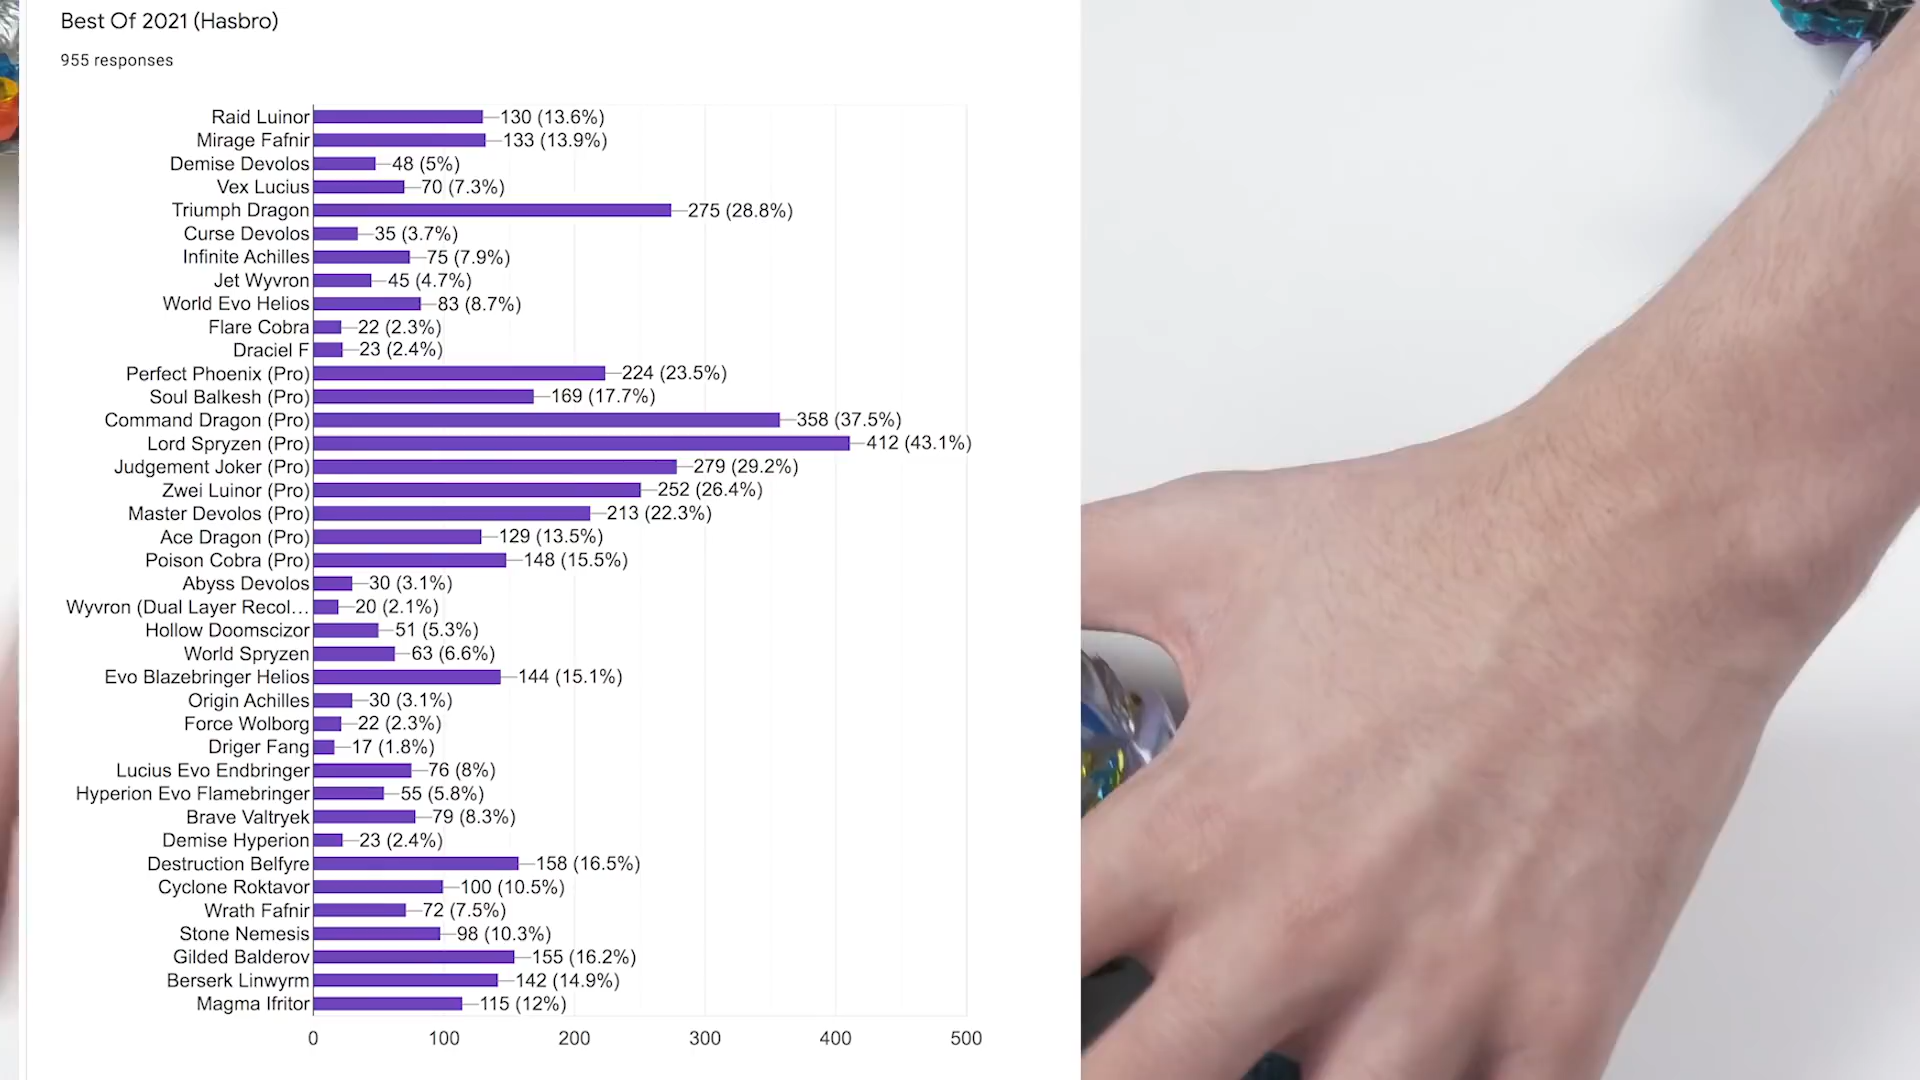 Best Of 2021 (Hasbro)
955 responses
Raid Luinor 130 (13.6%)
Mirage Fafnir 133 (13.9%)
Demise Devolos 48 (5%)
Vex Lucius 70 (7.3%)
Triumph Dragon 275 (28.8%)
Curse Devolos 35 (3.7%)
Infinite Achilles 75 (7.9%)
Jet Wyvron 45 (4.7%)
World Evo Helios 83 (8.7%)
Flare Cobra 22 (2.3%)
Draciel F 23 (2.4%)
Perfect Phoenix (Pro) 224 (23.5%)
Soul Balkesh (Pro) 169 (17.7%)
Command Dragon (Pro) 358 (37.5%)
Lord Spryzen (Pro) 412 (43.1%)
Judgement Joker (Pro) 279 (29.2%)
Zwei Luinor (Pro) 252 (26.4%)
Master Devolos (Pro) 213 (22.3%)
Ace Dragon (Pro) 129 (13.5%)
Poison Cobra (Pro) 148 (15.5%)
Abyss Devolos 30 (3.1%)
Wyvron (Dual Layer Recol... 20 (2.1%)
Hollow Doomscizor 51 (5.3%)
World Spryzen 63 (6.6%)
Evo Blazebringer Helios 144 (15.1%)
Origin Achilles 30 (3.1%)
Force Wolborg 22 (2.3%)
Driger Fang 17 (1.8%)
Lucius Evo Endbringer 76 (8%)
Hyperion Evo Flamebringer 55 (5.8%)
Brave Valtryek 79 (8.3%)
Demise Hyperion 23 (2.4%)
Destruction Belfyre 158 (16.5%)
Cyclone Roktavor 100 (10.5%)
Wrath Fafnir 72 (7.5%)
Stone Nemesis 98 (10.3%)
Gilded Balderov 155 (16.2%)
Berserk Linwyrm 142 (14.9%)
Magma Ifritor 115 (12%)
0 100 200 300 400 500